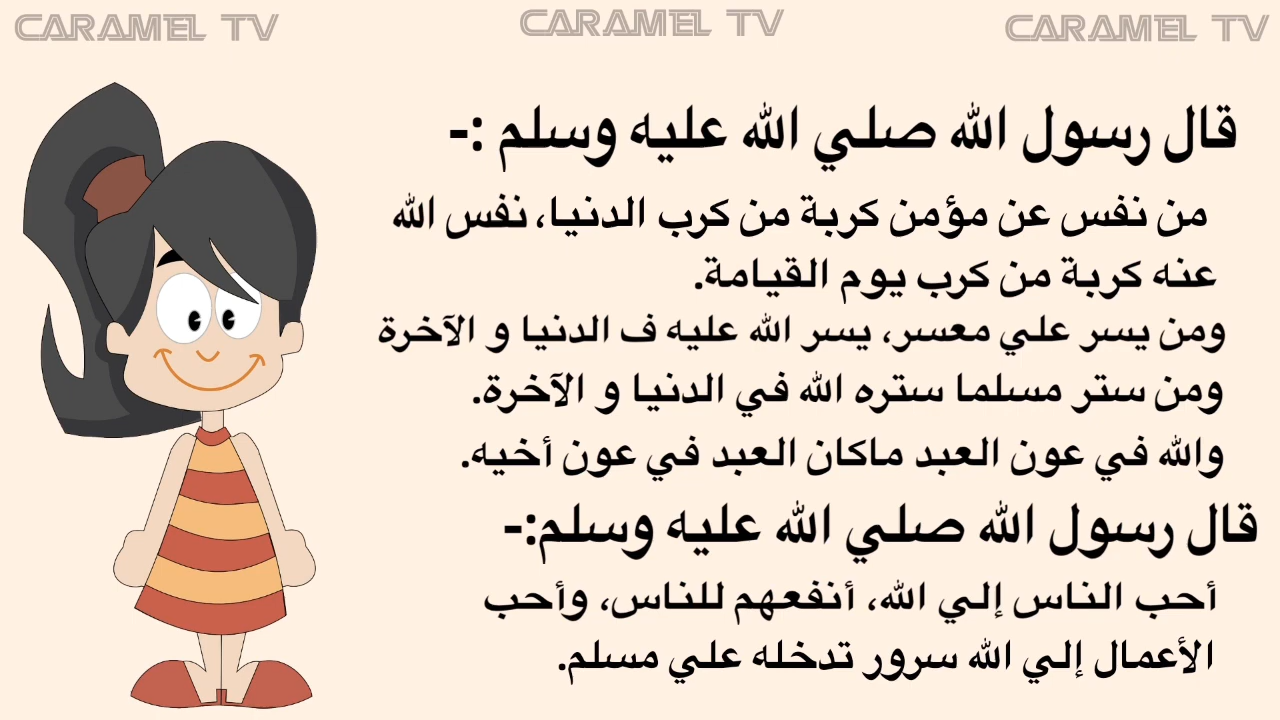 CARAMEL TV CARAMEL TV CARAMEL TV
قال رسول الله صلي الله عليه وسلم :-
من نفس عن مؤمن كربة من كرب الدنيا، نفس الله
عنه كربة من كرب يوم القيامة.
ومن يسر علي معسر، يسر الله عليه ف الدنيا و الآخرة
ومن ستر مسلما ستره الله في الدنيا و الآخرة.
والله في عون العبد ماكان العبد في عون أخيه.
قال رسول الله صلي الله عليه وسلم:-
أحب الناس إلي الله، أنفعهم للناس، وأحب
الأعمال إلي الله سرور تدخله علي مسلم.